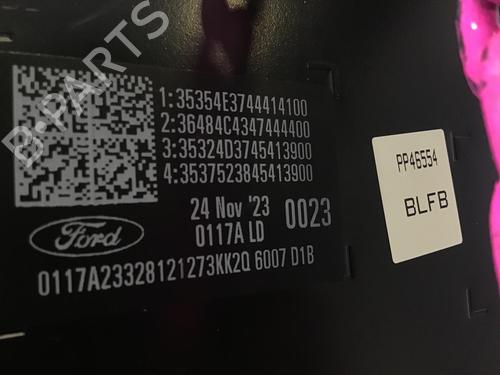 B-PARTS
1:35354E3744414100
2:36484C4347444400
3:35324D3745413900
4:3537523845413900
24 Nov '23 0023
0117A LD
Ford
0117A23328121273KK2Q 6007 D1B
PP46554
BLFB